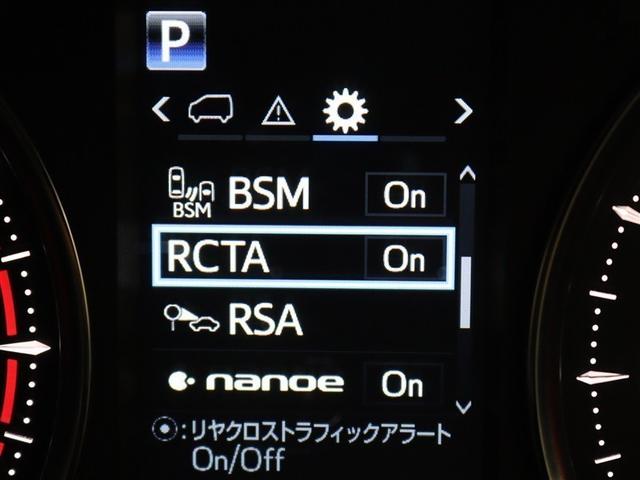 P
BSM On
BSM
RCTA On
RSA
nanoe On
:リヤクロストラフィックアラート
On/Off